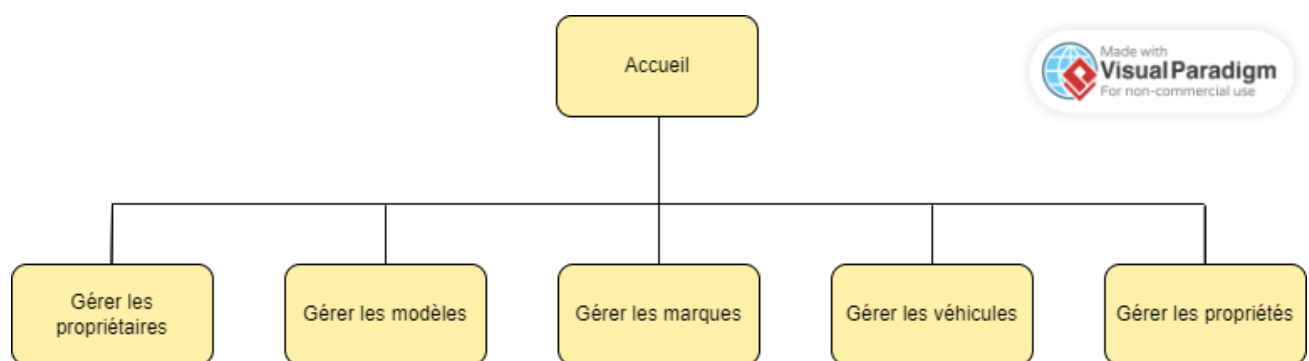 Accueil
Made with
Visual Paradigm
For non-commercial use
Gérer les
propriétaires
Gérer les modèles
Gérer les marques
Gérer les véhicules
Gérer les propriétés